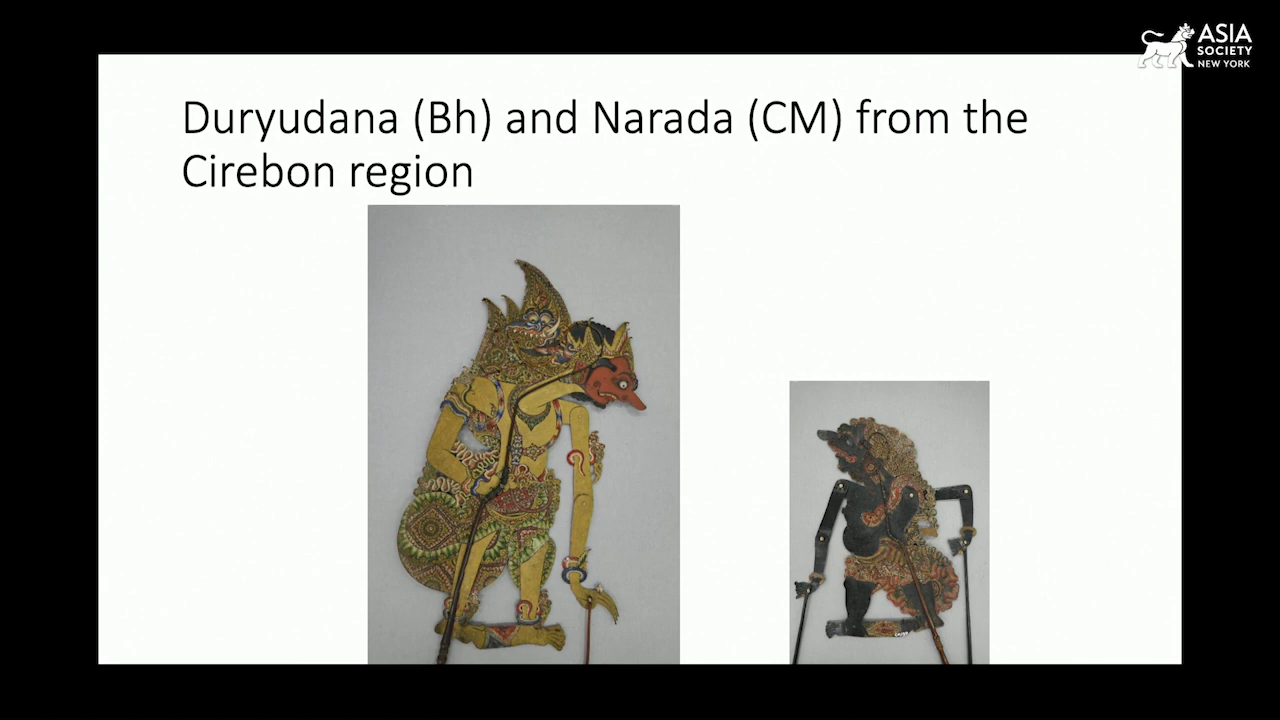 Duryudana (Bh) and Narada (CM) from the
Cirebon region
ASIA
SOCIETY
NEW YORK